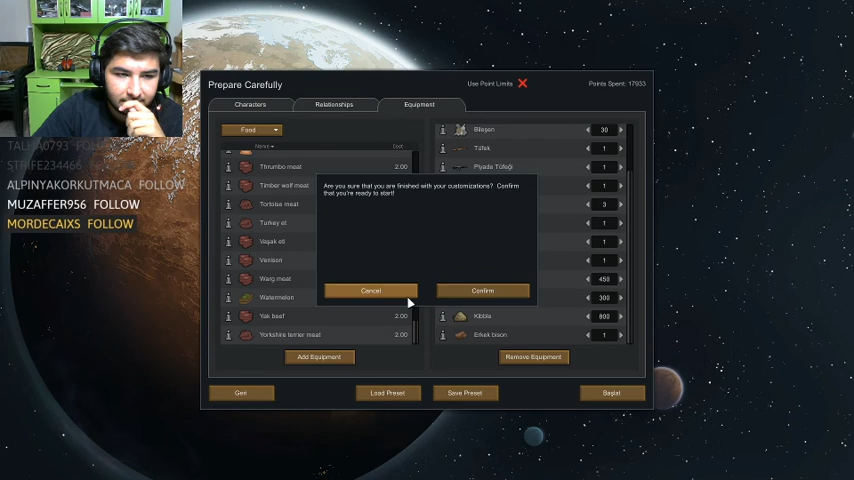 Prepare Carefully
Use Point Limits
Points Spent: 17933
Characters
Relationships
Equipment
Food
Name
Cost
Thrumbo meat 2.00
Timber wolf meat
Tortoise meat
Turkey et
Vaşak eti
Venison
Warg meat
Watermelon
Yak beef 2.00
Yorkshire terrier meat 2.00
Bileşen 30
Tüfek 1
Piyade Tüfeği 1
1
3
1
1
1
450
300
Kibble 800
Erkek bison 1
Are you sure that you are finished with your customizations? Confirm
that you're ready to start!
Cancel
Confirm
Add Equipment
Remove Equipment
Geri
Load Preset
Save Preset
Başlat
TALHA0793 FOLLOW
STRIFE234466 FOLLOW
ALPINYAKORKUTMACA FOLLOW
MUZAFFER956 FOLLOW
MORDECAIXS FOLLOW